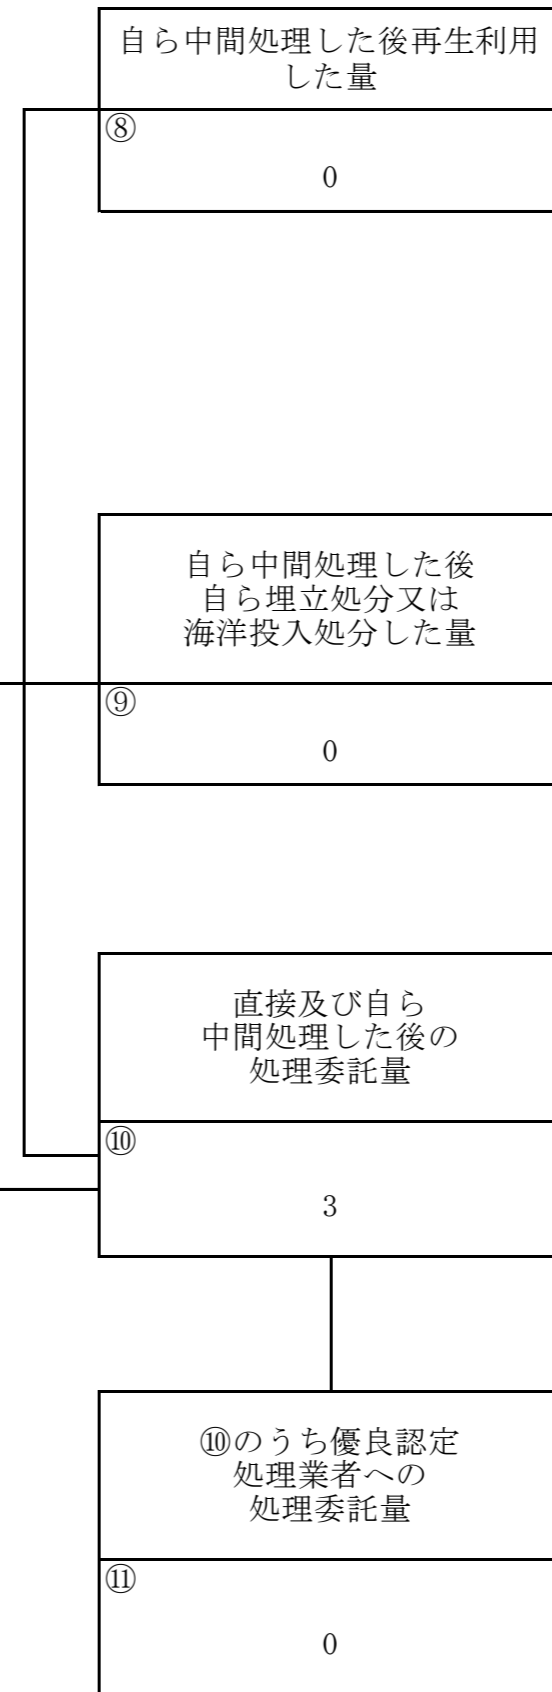 自ら中間処理した後再生利用
した量
⑧
0
自ら中間処理した後
自ら埋立処分又は
海洋投入処分した量
⑨
0
直接及び自ら
中間処理した後の
処理委託量
⑩
3
⑩のうち優良認定
処理業者への
処理委託量
⑪
0